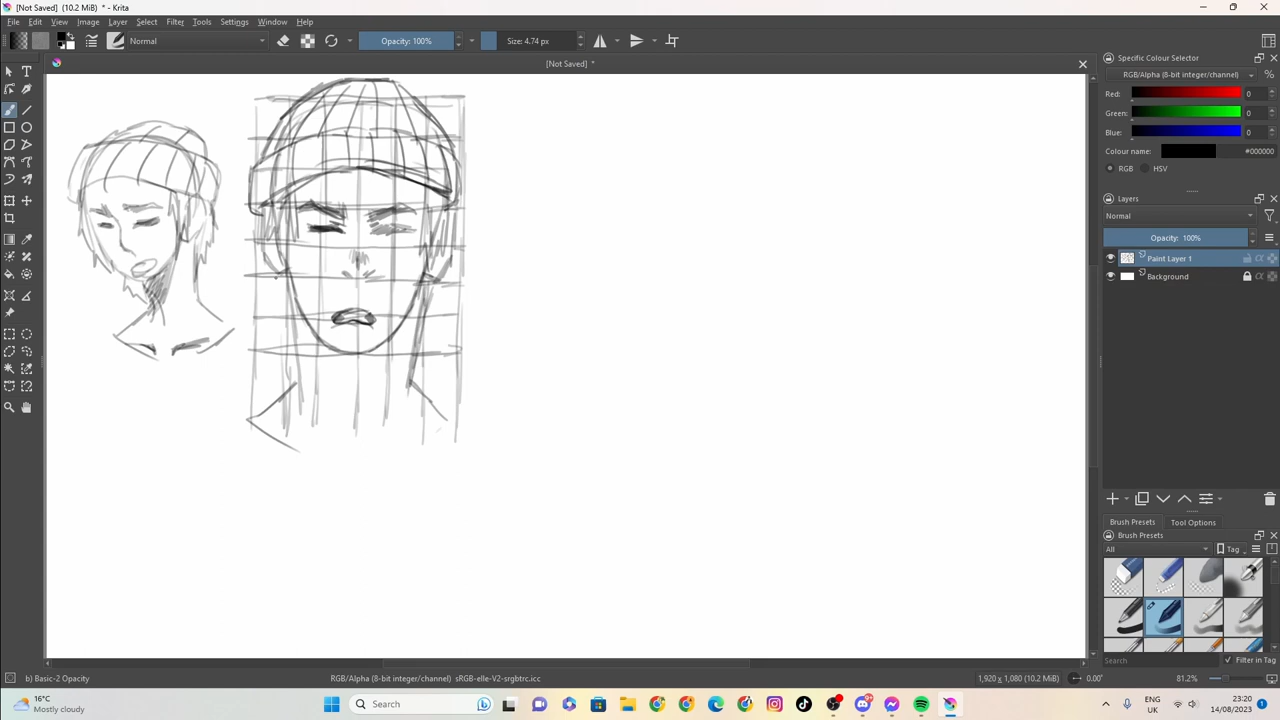 [Not Saved] (10.2 MiB) * - Krita
File Edit View Image Layer Select Filter Tools Settings Window Help
Normal
Opacity: 100%
Size: 4.74 px
[Not Saved] *
Specific Colour Selector
RGB/Alpha (8-bit integer/channel)
%
Red: 0
Green: 0
Blue: 0
Colour name: #000000
RGB HSV
Layers
Normal
Opacity: 100%
Paint Layer 1
Background
Brush Presets Tool Options
Brush Presets
All Tag
Search Filter in Tag
b) Basic-2 Opacity
RGB/Alpha (8-bit integer/channel) sRGB-elle-V2-srgbtrc.icc
1,920 x 1,080 (10.2 MiB)
0.00°
81.2%
16°C
Mostly cloudy
Search
ENG
UK
23:20
14/08/2023